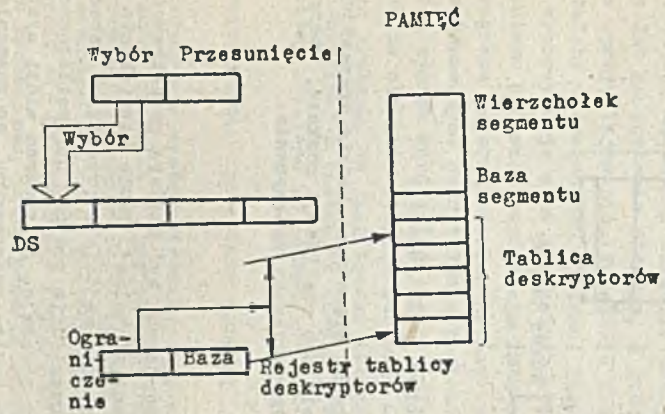 PAMIĘĆ
Wybór Przesunięcie
Wierzchołek
segmentu
Wybór
Baza
segmentu
DS
Tablica
deskryptorów
Ogra-
ni-
cze-
nie
Baza
Rejestr tablicy
deskryptorów